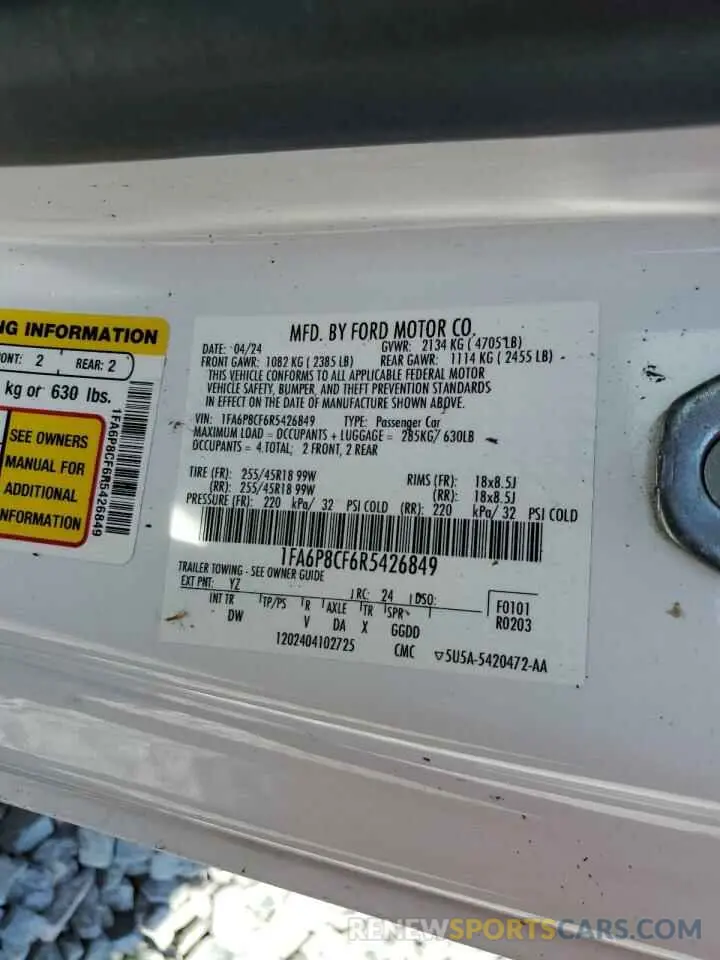 NG INFORMATION
ONT: 2 REAR: 2
kg or 630 lbs.
SEE OWNERS
MANUAL FOR
ADDITIONAL
INFORMATION
1FA6P8CF6R5426849
MFD. BY FORD MOTOR CO.
DATE: 04/24 GVWR: 2134 KG ( 4705LB)
FRONT GAWR: 1082 KG ( 2385 LB) REAR GAWR: 1114 KG ( 2455 LB)
THIS VEHICLE CONFORMS TO ALL APPLICABLE FEDERAL MOTOR
VEHICLE SAFETY, BUMPER, AND THEFT PREVENTION STANDARDS
IN EFFECT ON THE DATE OF MANUFACTURE SHOWN ABOVE.
VIN: 1FA6P8CF6R5426849 TYPE: Passenger Car
MAXIMUM LOAD = OCCUPANTS + LUGGAGE = 285KG/ 630LB
OCCUPANTS = 4.TOTAL; 2 FRONT, 2 REAR
TIRE (FR): 255/45R18 99W RIMS (FR): 18x8.5J
(RR): 255/45R18 99W (RR): 18x8.5J
PRESSURE (FR): 220 kPa/ 32 PSI COLD (RR): 220 kPa/ 32 PSI COLD
1FA6P8CF6R5426849
TRAILER TOWING - SEE OWNER GUIDE
EXT PNT: YZ RC: 24 DSO:
INT TR TP/PS R AXLE TR SPR F0101
DW V DA X GGDD R0203
1202404102725 CMC ▽5U5A-5420472-AA
RENEWSPORTSCARS.COM